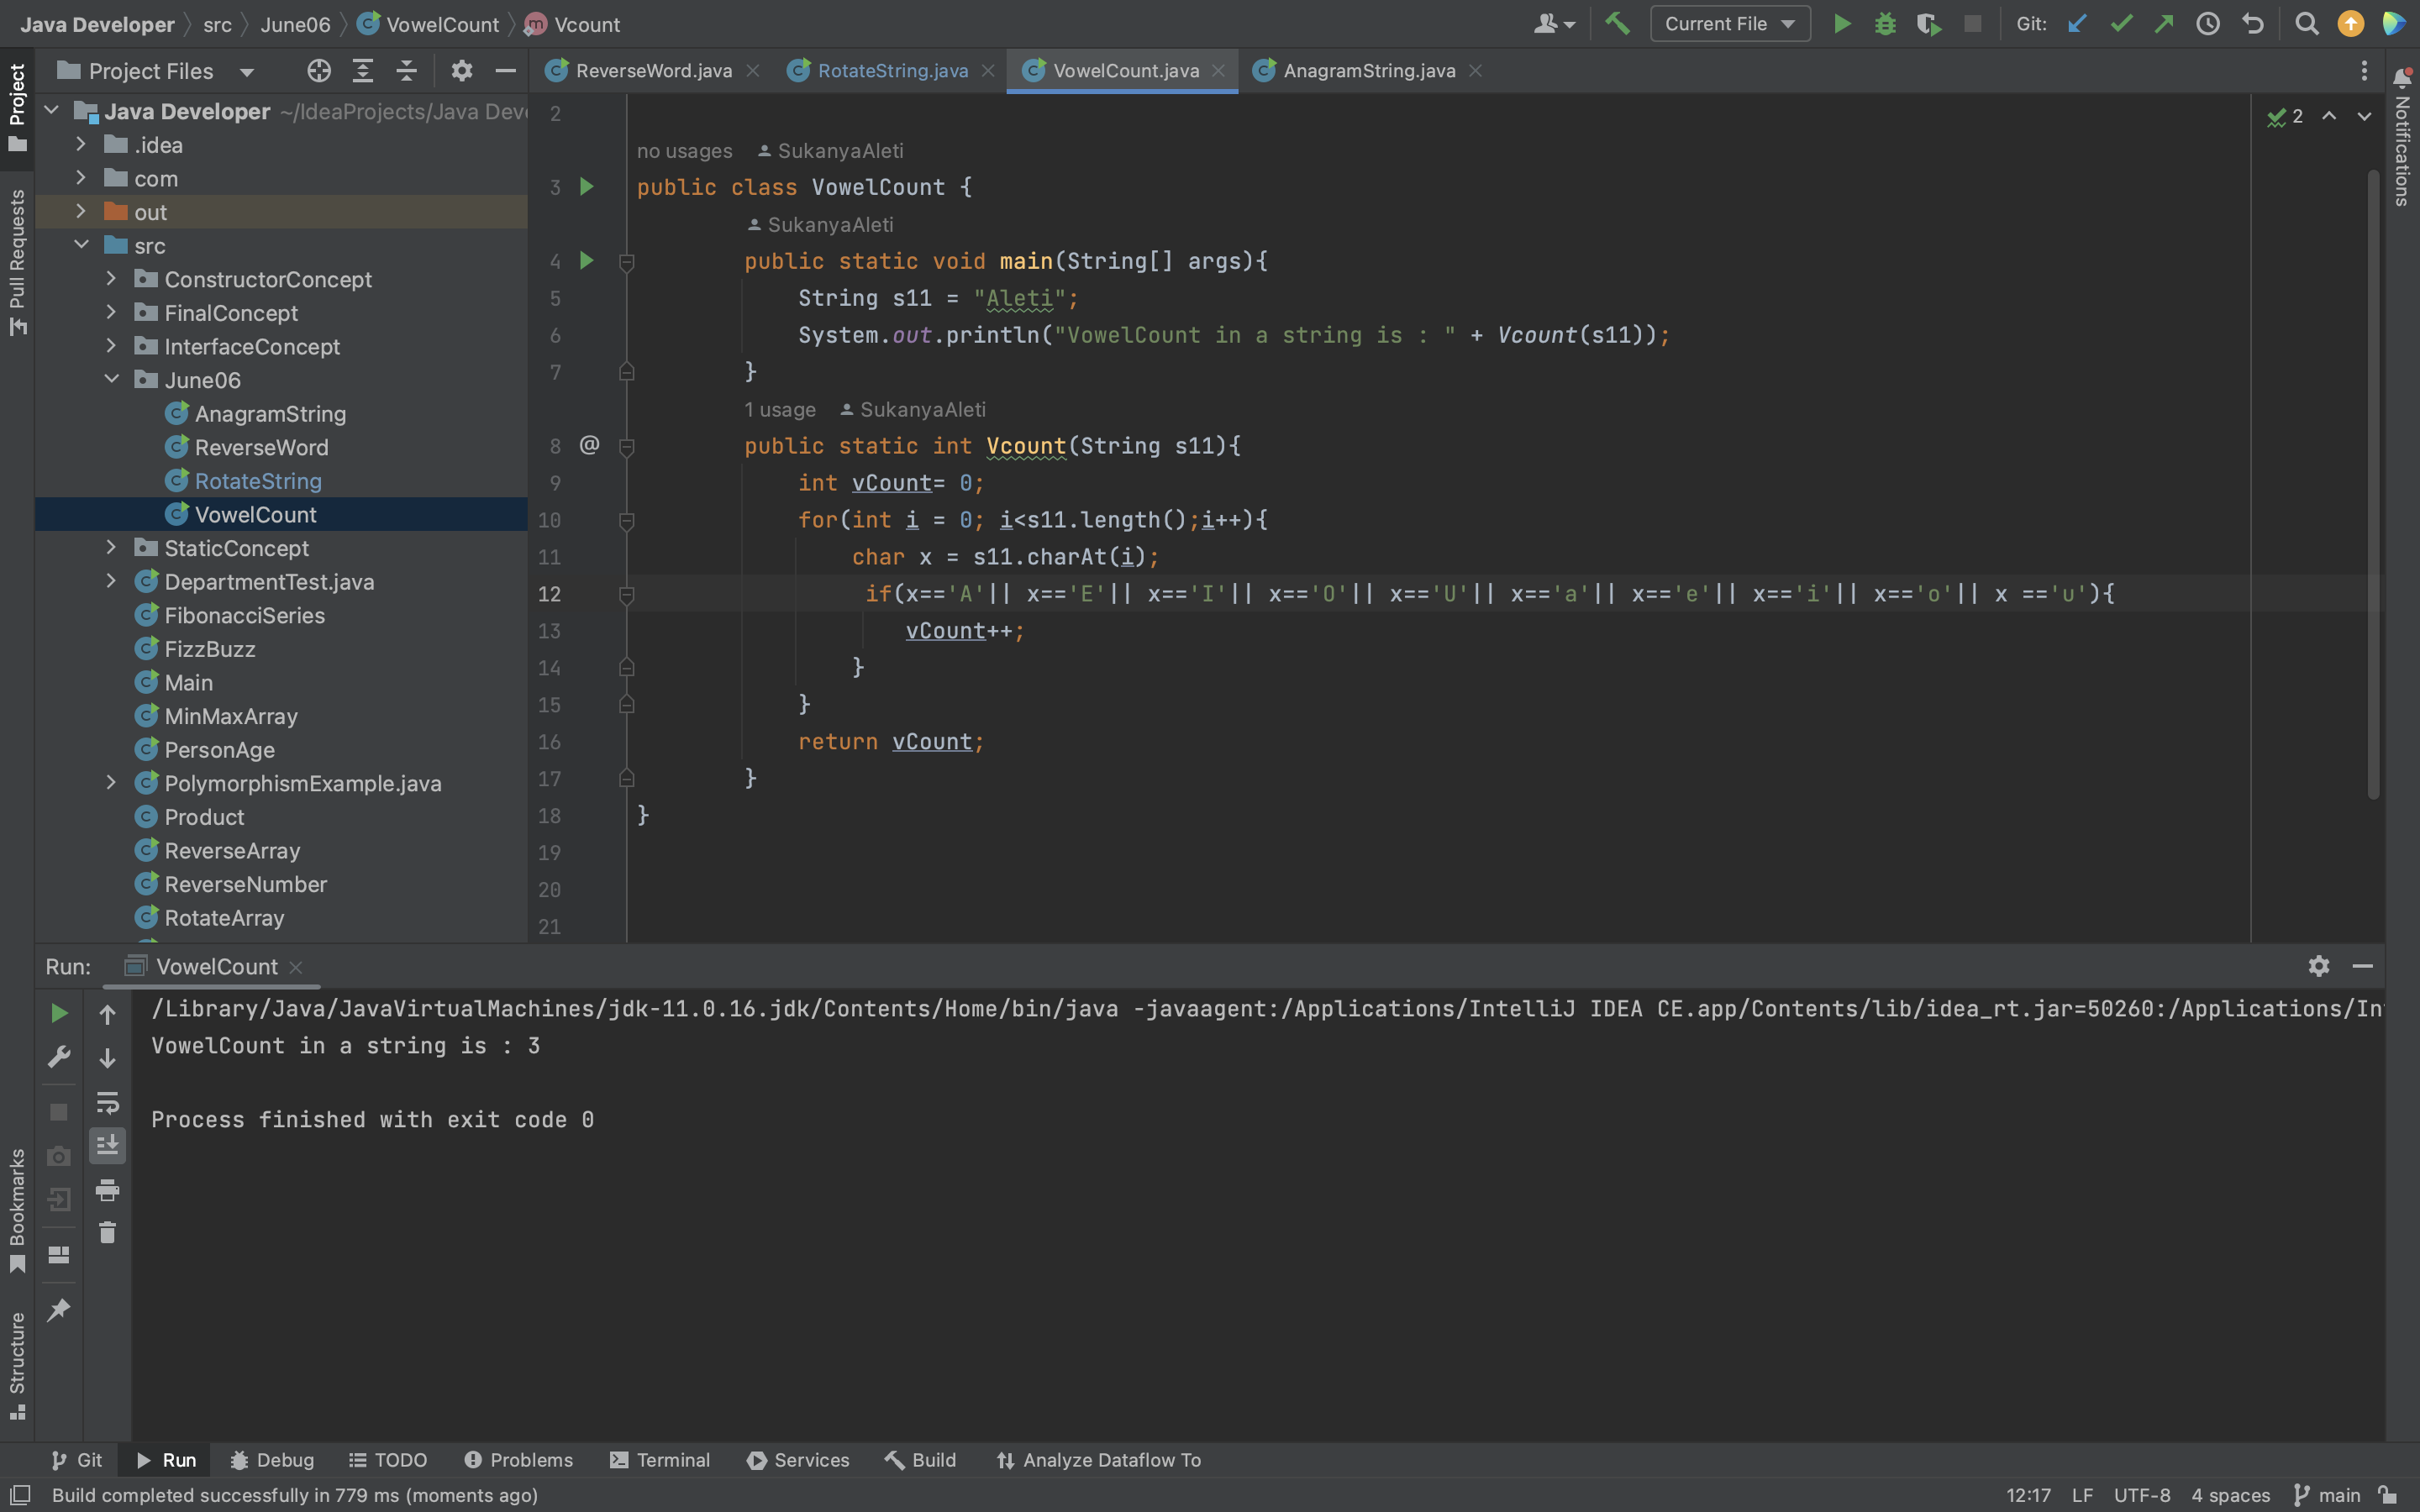 Java Developer 〉 src 〉 June06 〉 VowelCount 〉 Vcount
Current File
Git:
Project Files
ReverseWord.java
RotateString.java
VowelCount.java
AnagramString.java
Project
Pull Requests
Bookmarks
Structure
Notifications
Java Developer ~/IdeaProjects/Java Dev
.idea
com
out
src
ConstructorConcept
FinalConcept
InterfaceConcept
June06
AnagramString
ReverseWord
RotateString
VowelCount
StaticConcept
DepartmentTest.java
FibonacciSeries
FizzBuzz
Main
MinMaxArray
PersonAge
PolymorphismExample.java
Product
ReverseArray
ReverseNumber
RotateArray
2
2
no usages SukanyaAleti
3 public class VowelCount {
SukanyaAleti
4 public static void main(String[] args){
5 String s11 = "Aleti";
6 System.out.println("VowelCount in a string is : " + Vcount(s11));
7 }
1 usage SukanyaAleti
8 @ public static int Vcount(String s11){
9 int vCount= 0;
10 for(int i = 0; i<s11.length();i++){
11 char x = s11.charAt(i);
12 if(x=='A'|| x=='E'|| x=='I'|| x=='O'|| x=='U'|| x=='a'|| x=='e'|| x=='i'|| x=='o'|| x =='u'){
13 vCount++;
14 }
15 }
16 return vCount;
17 }
18 }
19
20
21
Run: VowelCount
/Library/Java/JavaVirtualMachines/jdk-11.0.16.jdk/Contents/Home/bin/java -javaagent:/Applications/IntelliJ IDEA CE.app/Contents/lib/idea_rt.jar=50260:/Applications/In
VowelCount in a string is : 3
Process finished with exit code 0
Git Run Debug TODO Problems Terminal Services Build Analyze Dataflow To
Build completed successfully in 779 ms (moments ago)
12:17 LF UTF-8 4 spaces main